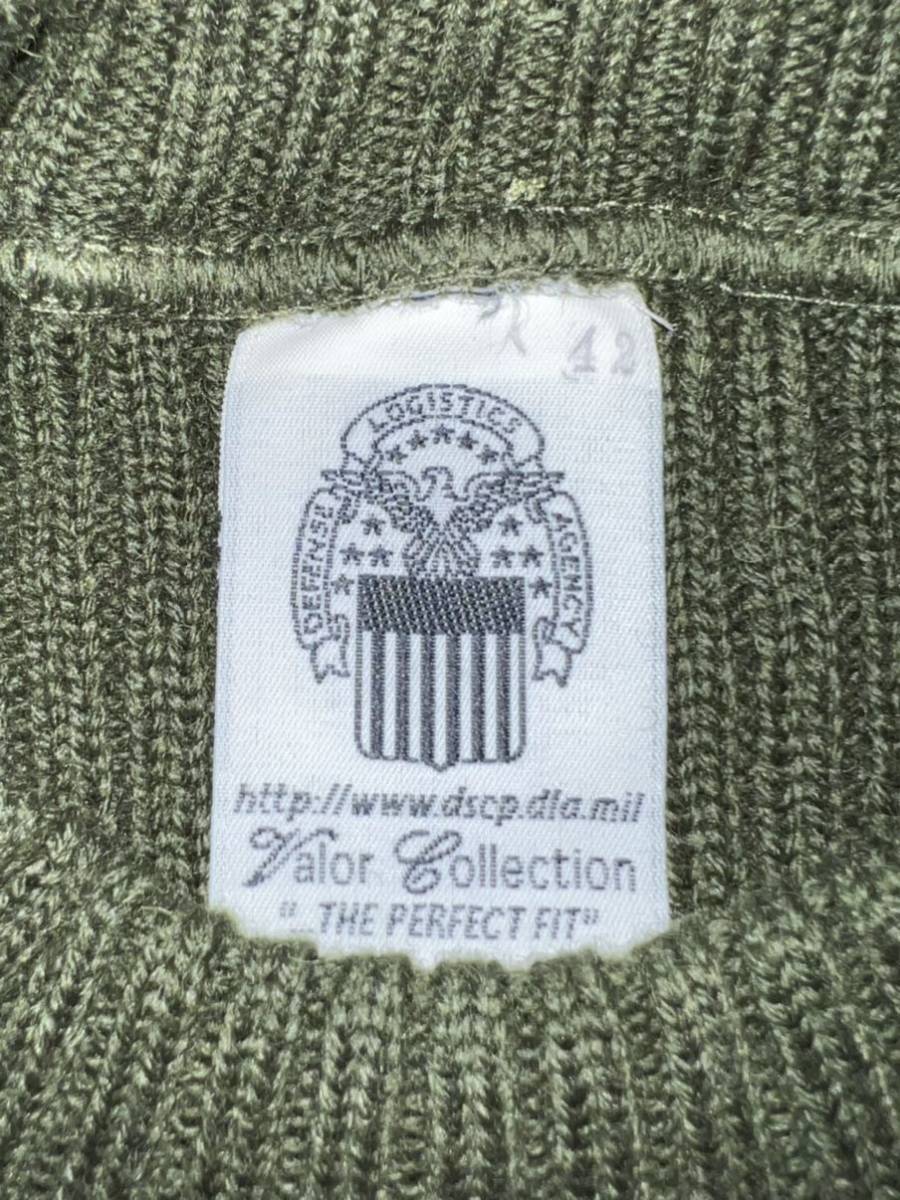 42
LOGISTICS
DEFENSE
AGENCY
http://www.dscp.dla.mil
Valor Collection
"...THE PERFECT FIT"